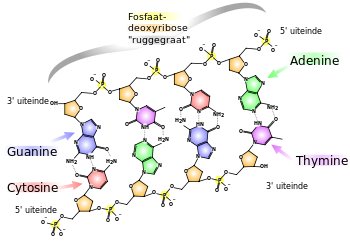 Fosfaat-
deoxyribose
"ruggegraat"
5' uiteinde
Adenine
3' uiteinde
Guanine
Thymine
Cytosine
3' uiteinde
5' uiteinde